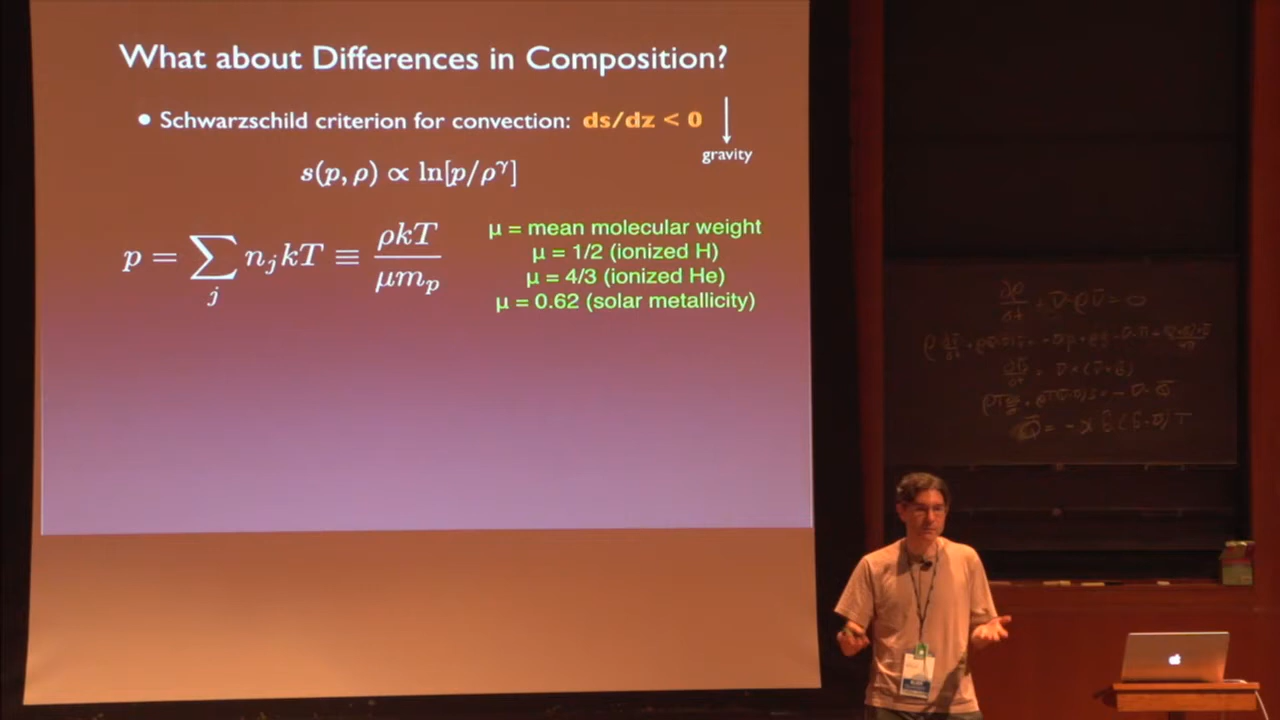 What about Differences in Composition?
• Schwarzschild criterion for convection: ds/dz < 0
gravity
s(p, ρ) ∝ ln[p/ρ^γ]
p = ∑_j n_j kT ≡ ρkT / μm_p
μ = mean molecular weight
μ = 1/2 (ionized H)
μ = 4/3 (ionized He)
μ = 0.62 (solar metallicity)